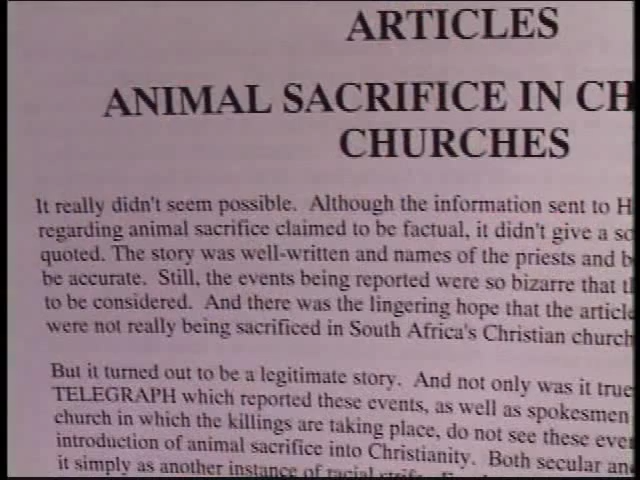 ARTICLES
ANIMAL SACRIFICE IN CH
CHURCHES
It really didn't seem possible. Although the information sent to H
regarding animal sacrifice claimed to be factual, it didn't give a so
quoted. The story was well-written and names of the priests and b
be accurate. Still, the events being reported were so bizarre that t
to be considered. And there was the lingering hope that the article
were not really being sacrificed in South Africa's Christian church
But it turned out to be a legitimate story. And not only was it true
TELEGRAPH which reported these events, as well as spokesmen
church in which the killings are taking place, do not see these eve
introduction of animal sacrifice into Christianity. Both secular an
it simply as another instance of racial strife.